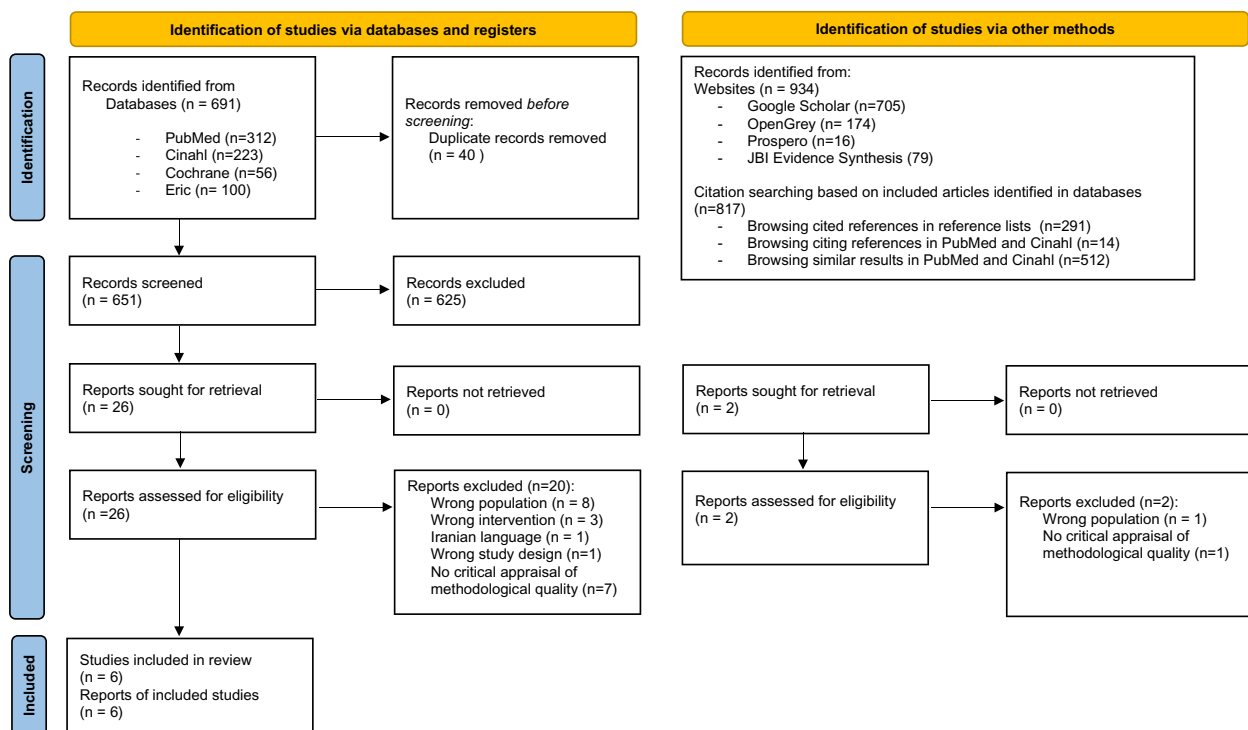 Identification of studies via databases and registers
Identification of studies via other methods
Identification
Records identified from
Databases (n = 691)
- PubMed (n=312)
- Cinahl (n=223)
- Cochrane (n=56)
- Eric (n= 100)
Records removed before
screening:
Duplicate records removed
(n = 40 )
Records identified from:
Websites (n = 934)
- Google Scholar (n=705)
- OpenGrey (n= 174)
- Prospero (n=16)
- JBI Evidence Synthesis (79)
Citation searching based on included articles identified in databases
(n=817)
- Browsing cited references in reference lists (n=291)
- Browsing citing references in PubMed and Cinahl (n=14)
- Browsing similar results in PubMed and Cinahl (n=512)
Screening
Records screened
(n = 651)
Records excluded
(n = 625)
Reports sought for retrieval
(n = 26)
Reports not retrieved
(n = 0)
Reports sought for retrieval
(n = 2)
Reports not retrieved
(n = 0)
Reports assessed for eligibility
(n =26)
Reports excluded (n=20):
Wrong population (n = 8)
Wrong intervention (n = 3)
Iranian language (n = 1)
Wrong study design (n=1)
No critical appraisal of
methodological quality (n=7)
Reports assessed for eligibility
(n = 2)
Reports excluded (n=2):
Wrong population (n = 1)
No critical appraisal of
methodological quality (n=1)
Included
Studies included in review
(n = 6)
Reports of included studies
(n = 6)